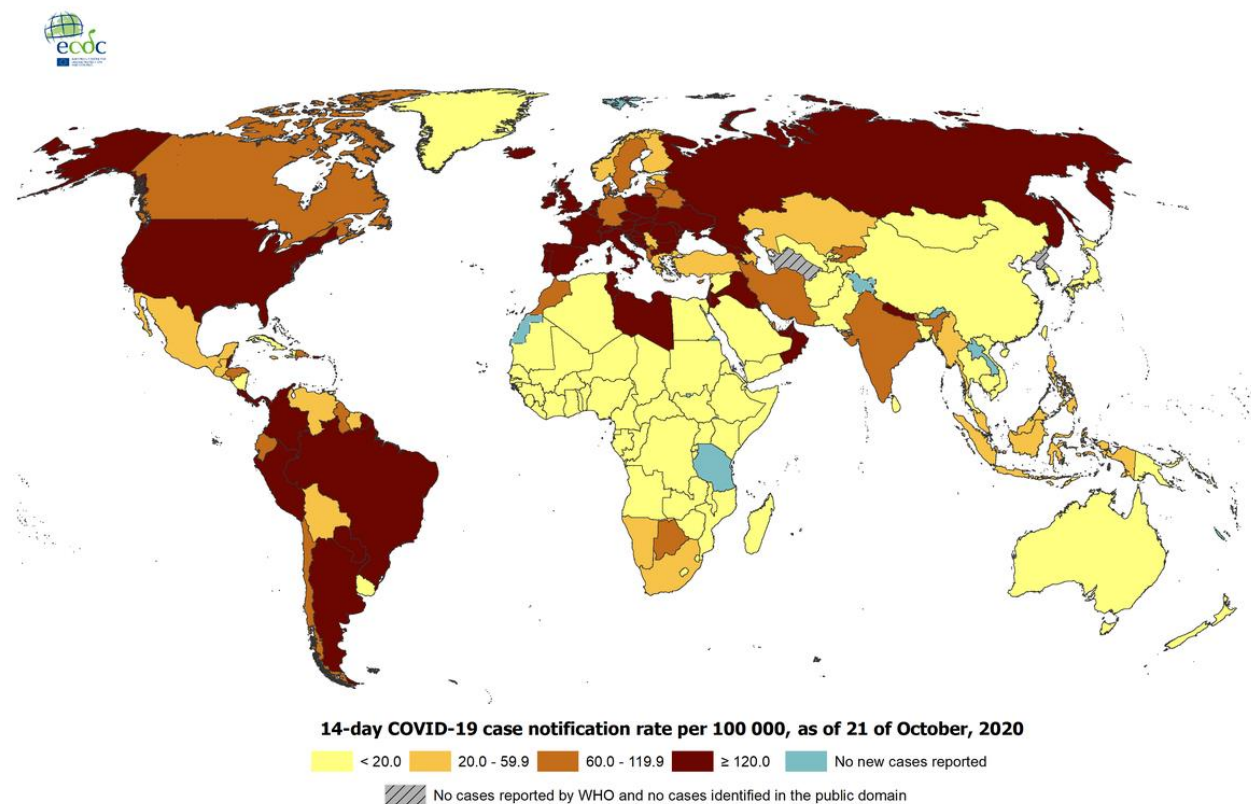 ecdc
14-day COVID-19 case notification rate per 100 000, as of 21 of October, 2020
< 20.0
20.0 - 59.9
60.0 - 119.9
≥ 120.0
No new cases reported
No cases reported by WHO and no cases identified in the public domain